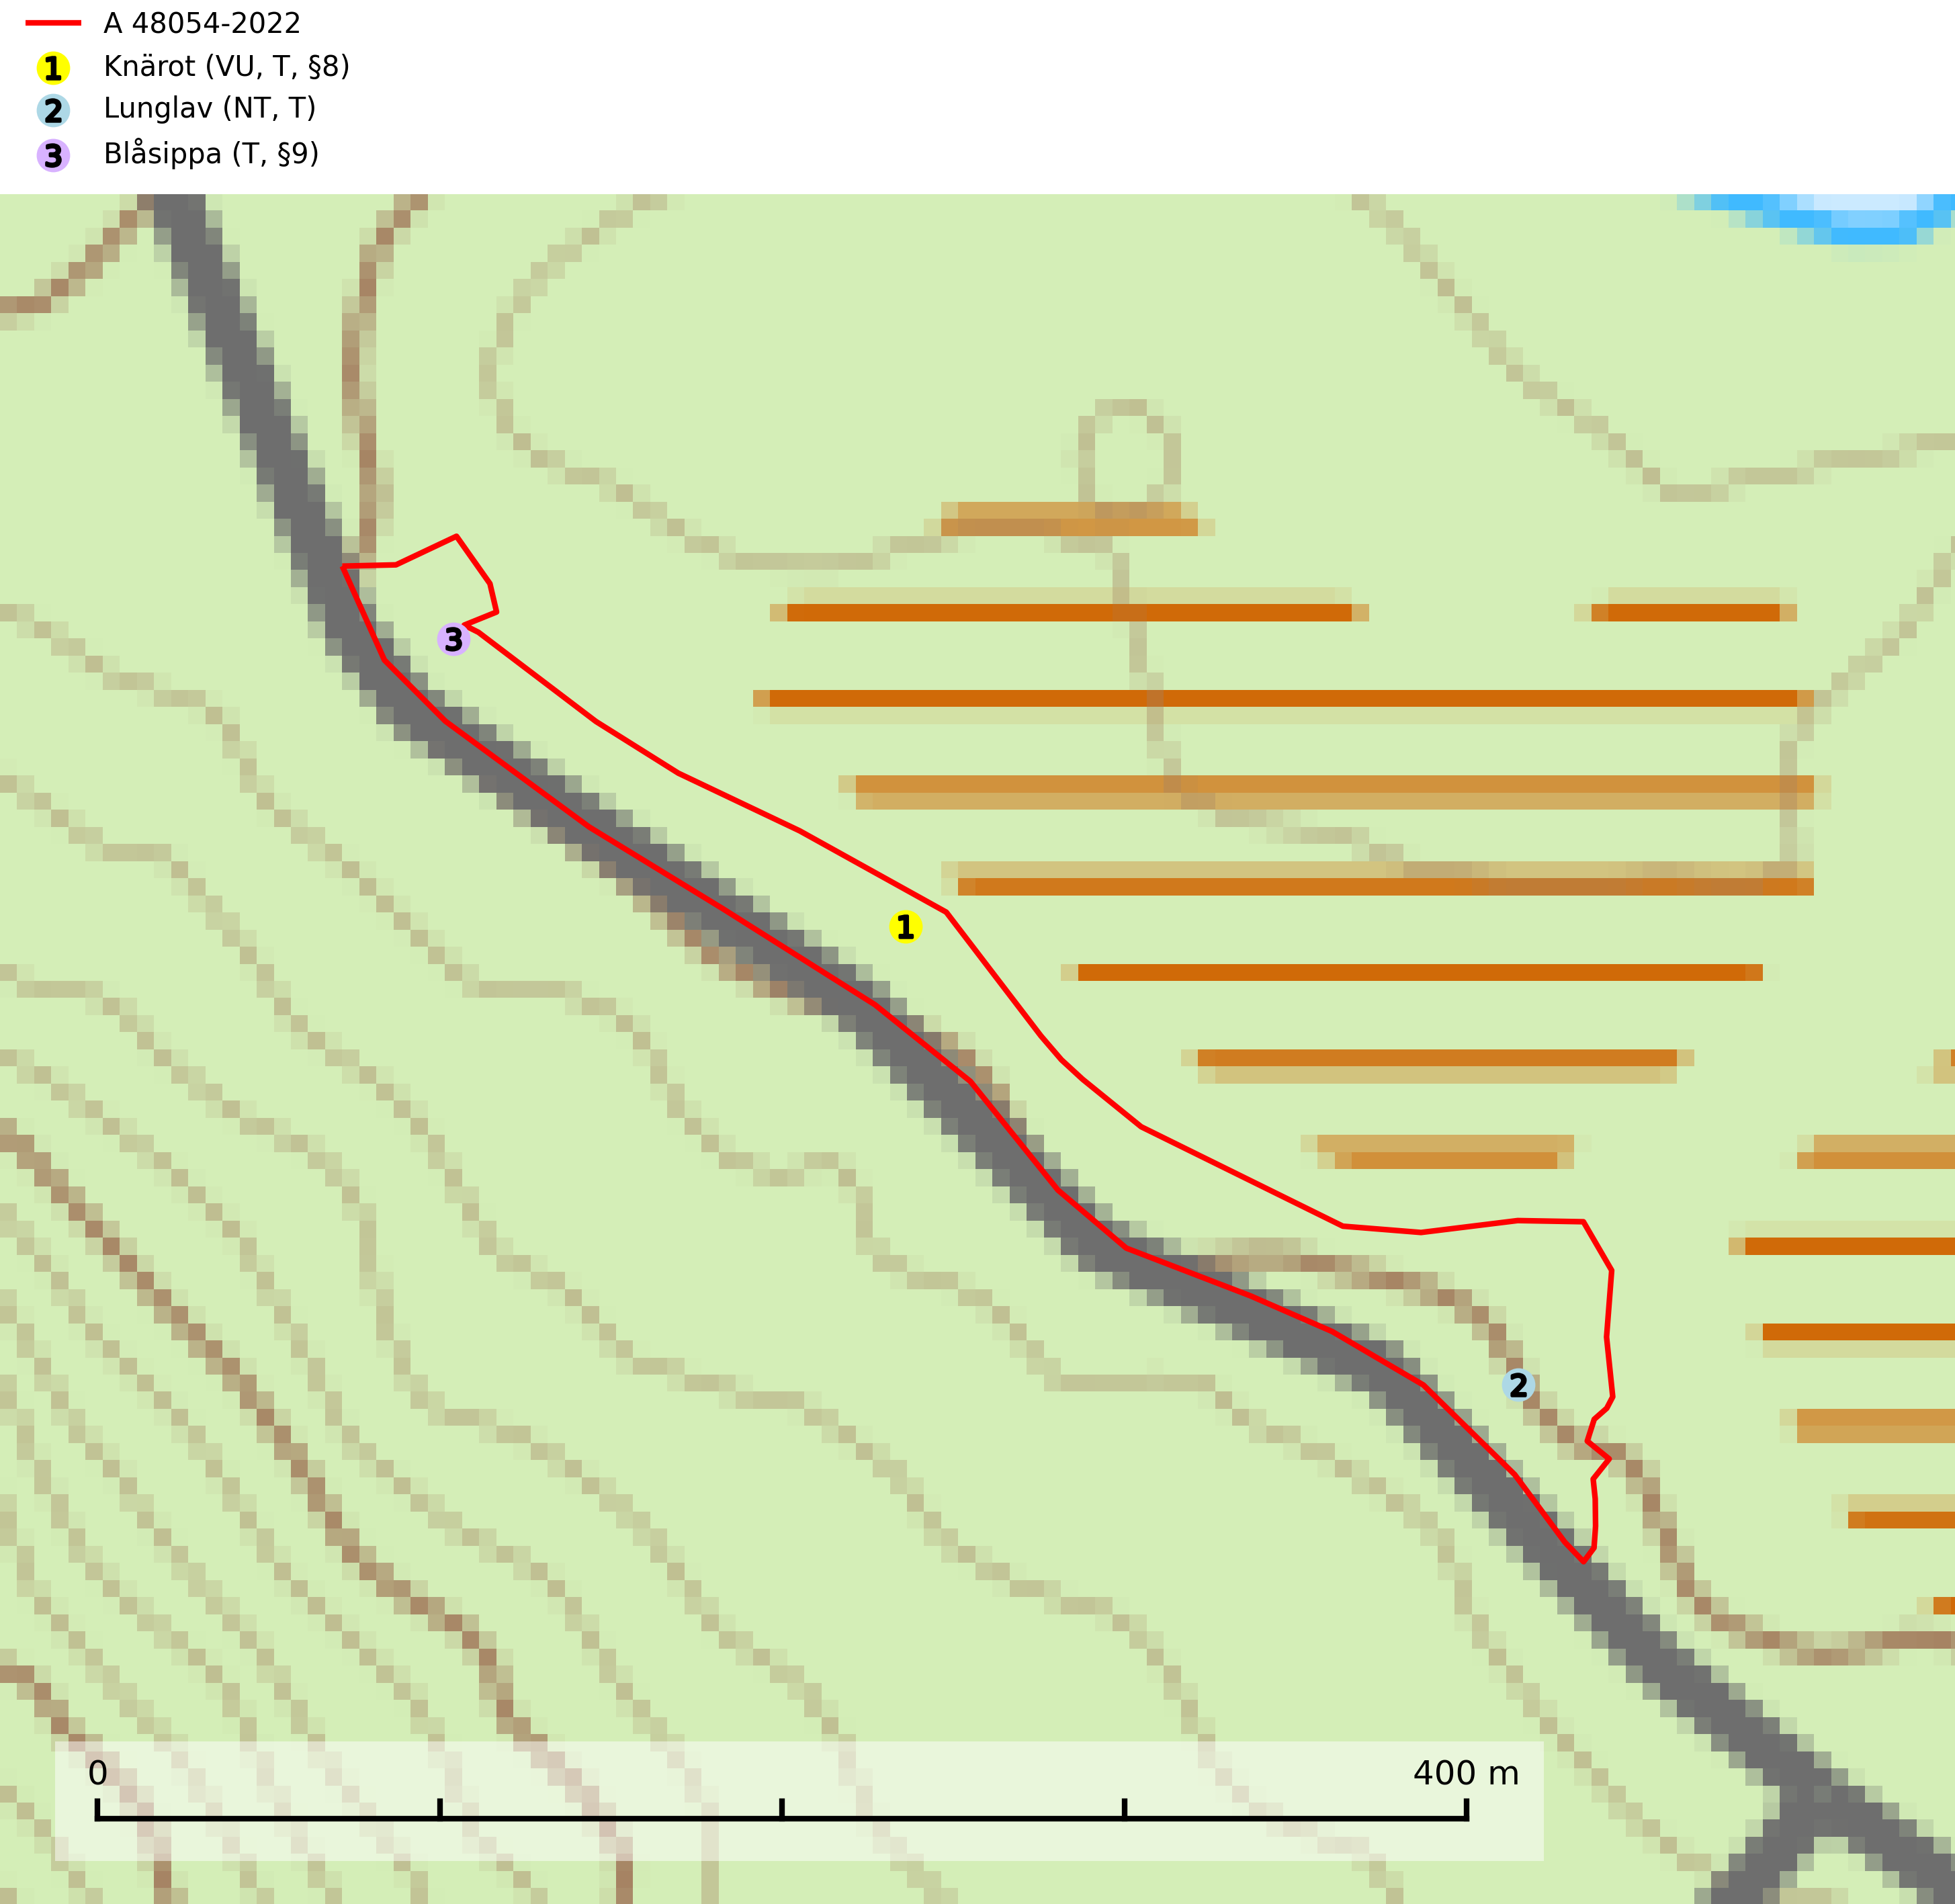 A 48054-2022
1 Knärot (VU, T, §8)
2 Lunglav (NT, T)
3 Blåsippa (T, §9)
3
1
2
0 400 m